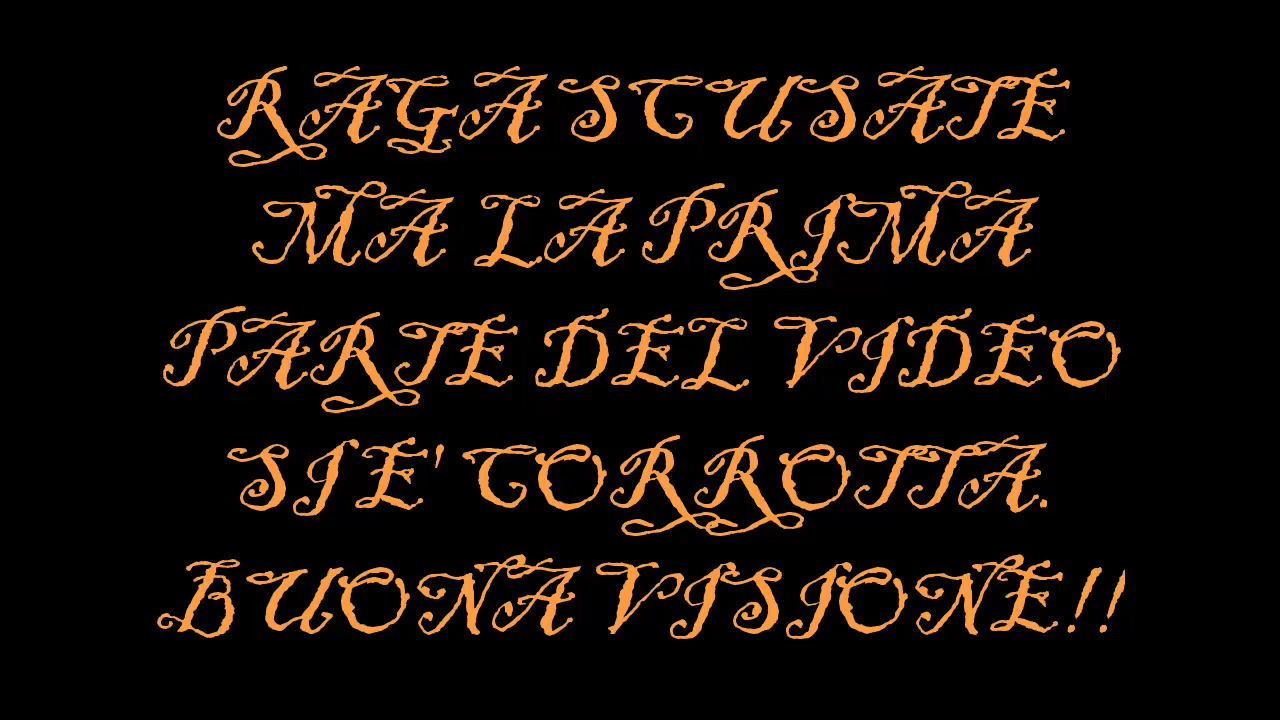 RAGA SCUSATE
MA LA PRIMA
PARTE DEL VIDEO
SI E' CORROTTA.
BUONA VISIONE!!